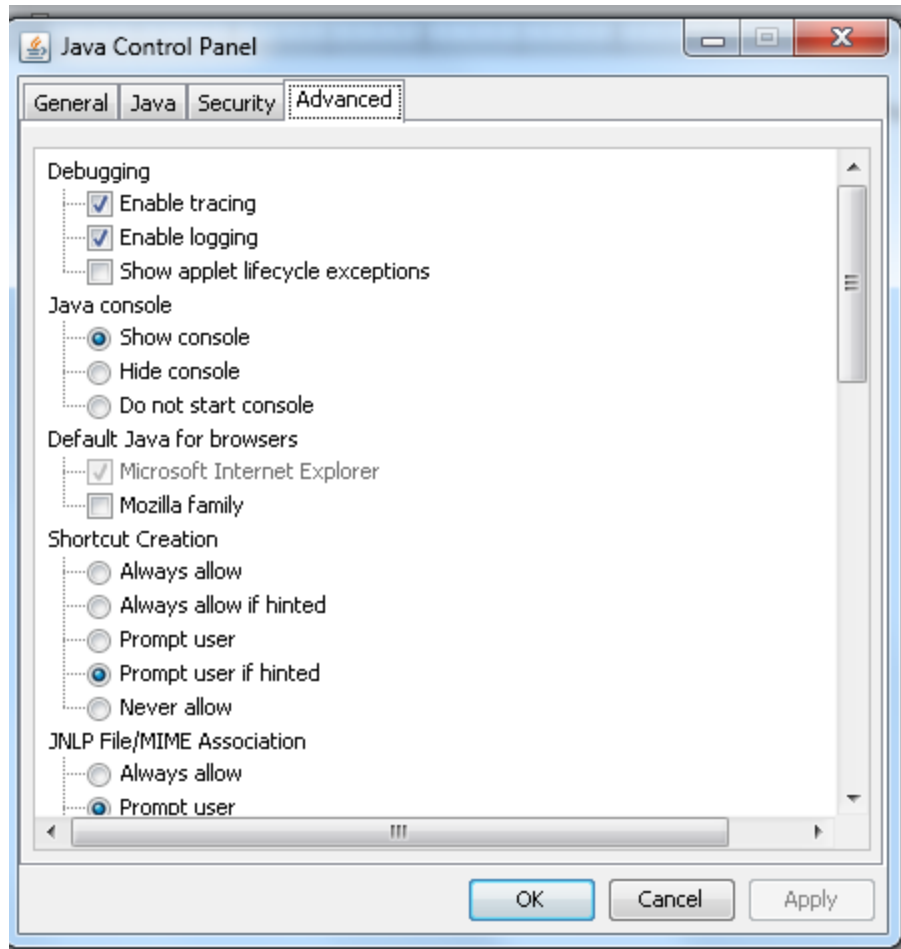 Java Control Panel
General Java Security Advanced
Debugging
Enable tracing
Enable logging
Show applet lifecycle exceptions
Java console
Show console
Hide console
Do not start console
Default Java for browsers
Microsoft Internet Explorer
Mozilla family
Shortcut Creation
Always allow
Always allow if hinted
Prompt user
Prompt user if hinted
Never allow
JNLP File/MIME Association
Always allow
Prompt user
OK Cancel Apply